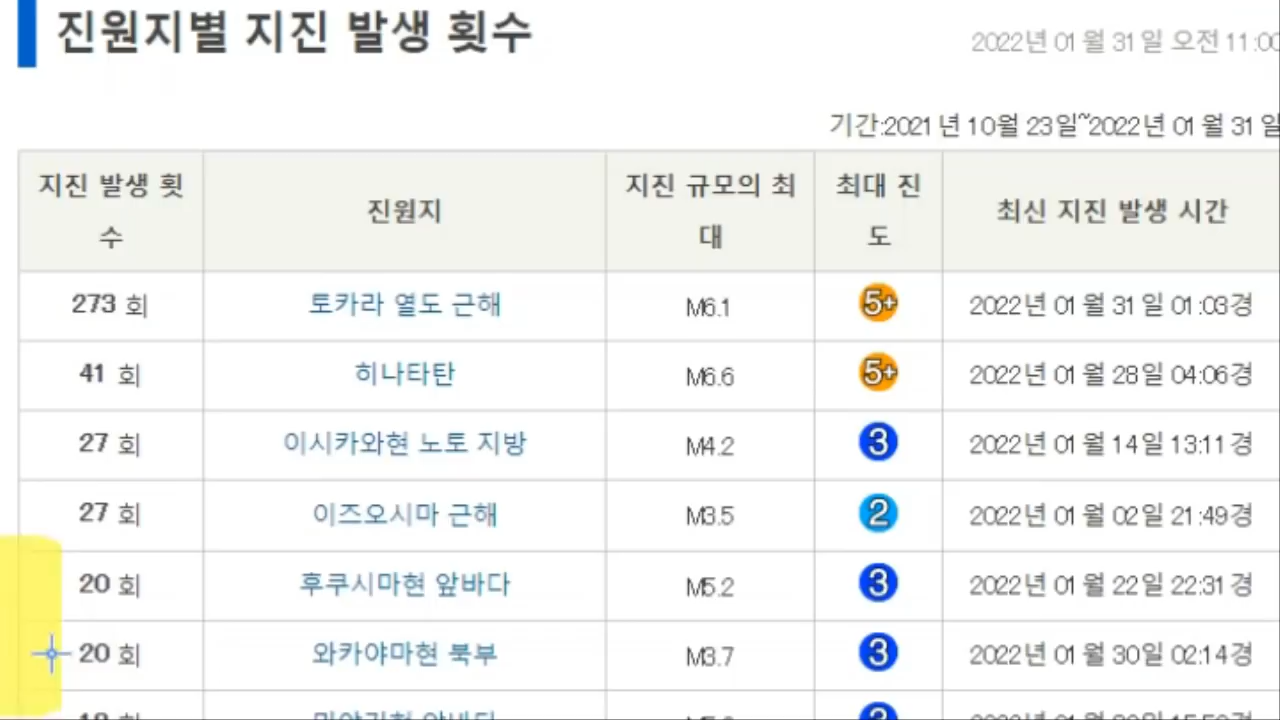 진원지별 지진 발생 횟수
2022년 01월 31일 오전 11:00
기간:2021년 10월 23일~2022년 01월 31일
지진 발생 횟수 진원지 지진 규모의 최대 최대 진도 최신 지진 발생 시간
273 회 토카라 열도 근해 M6.1 5+ 2022년 01월 31일 01:03경
41 회 히나타탄 M6.6 5+ 2022년 01월 28일 04:06경
27 회 이시카와현 노토 지방 M4.2 3 2022년 01월 14일 13:11경
27 회 이즈오시마 근해 M3.5 2 2022년 01월 02일 21:49경
20 회 후쿠시마현 앞바다 M5.2 3 2022년 01월 22일 22:31경
20 회 와카야마현 북부 M3.7 3 2022년 01월 30일 02:14경